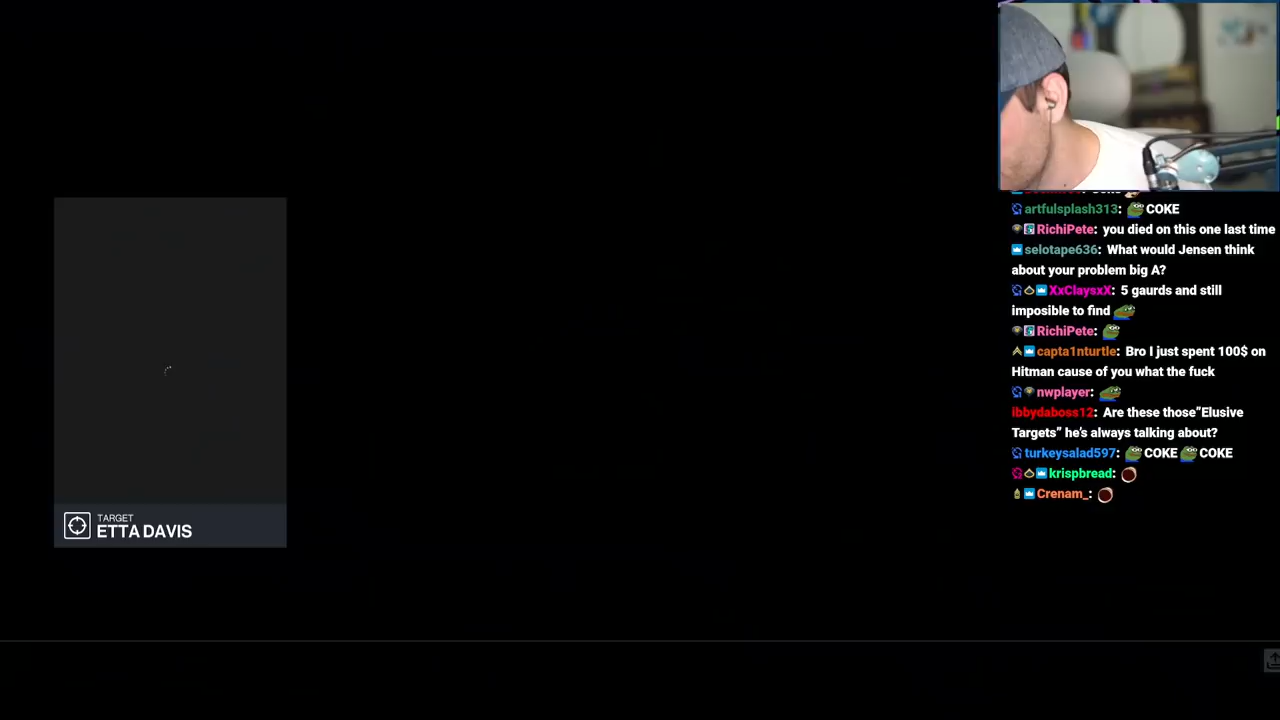 TARGET
ETTA DAVIS
artfulsplash313: COKE
RichiPete: you died on this one last time
selotape636: What would Jensen think
about your problem big A?
XxClaysxX: 5 gaurds and still
imposible to find
RichiPete:
capta1nturtle: Bro I just spent 100$ on
Hitman cause of you what the fuck
nwplayer:
ibbydaboss12: Are these those"Elusive
Targets" he's always talking about?
turkeysalad597: COKE COKE
krispbread:
Crenam_: